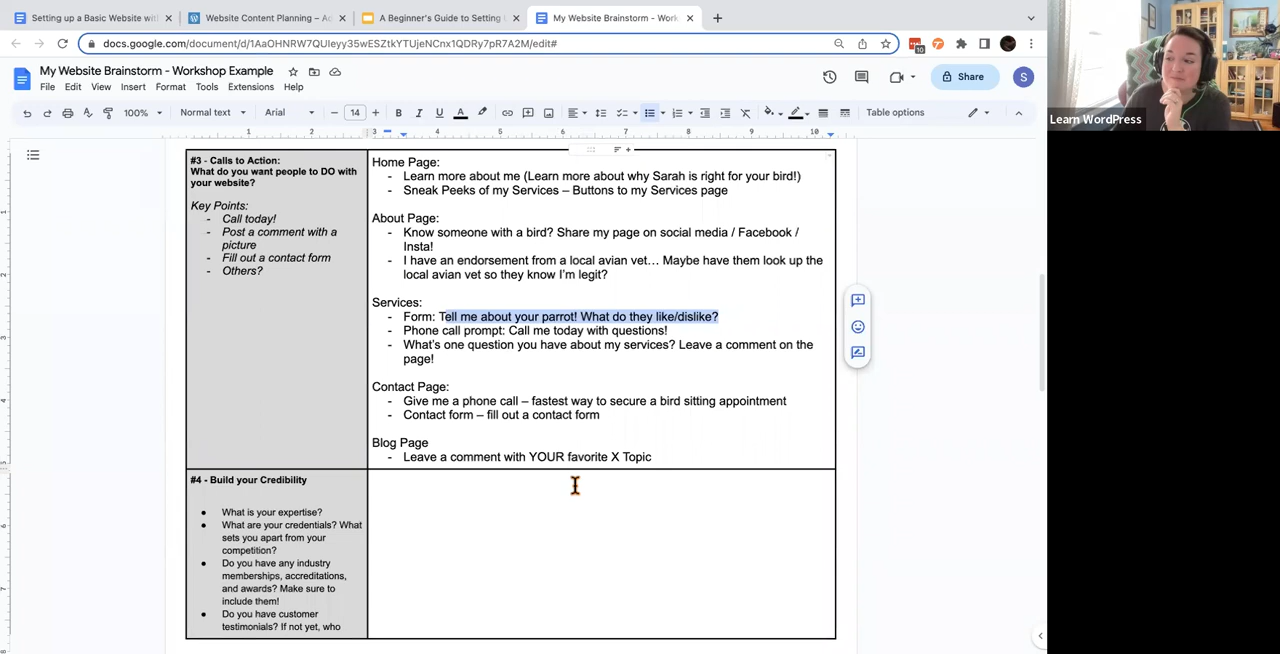 Setting up a Basic Website wit
Website Content Planning – Ac
A Beginner's Guide to Setting
My Website Brainstorm - Work
docs.google.com/document/d/1AaOHNRW7QUIeyy35wESZtkYTUjeNCnx1QDRy7pR7A2M/edit#
10
My Website Brainstorm - Workshop Example
File Edit View Insert Format Tools Extensions Help
Share
S
100% Normal text Arial 14 B I U A Table options
1 2 3 4 5 6 7 8 9 10
#3 - Calls to Action:
What do you want people to DO with
your website?
Key Points:
- Call today!
- Post a comment with a
picture
- Fill out a contact form
- Others?
Home Page:
- Learn more about me (Learn more about why Sarah is right for your bird!)
- Sneak Peeks of my Services – Buttons to my Services page
About Page:
- Know someone with a bird? Share my page on social media / Facebook /
Insta!
- I have an endorsement from a local avian vet… Maybe have them look up the
local avian vet so they know I'm legit?
Services:
- Form: Tell me about your parrot! What do they like/dislike?
- Phone call prompt: Call me today with questions!
- What's one question you have about my services? Leave a comment on the
page!
Contact Page:
- Give me a phone call – fastest way to secure a bird sitting appointment
- Contact form – fill out a contact form
Blog Page
- Leave a comment with YOUR favorite X Topic
#4 - Build your Credibility
● What is your expertise?
● What are your credentials? What
sets you apart from your
competition?
● Do you have any industry
memberships, accreditations,
and awards? Make sure to
include them!
● Do you have customer
testimonials? If not yet, who
Learn WordPress